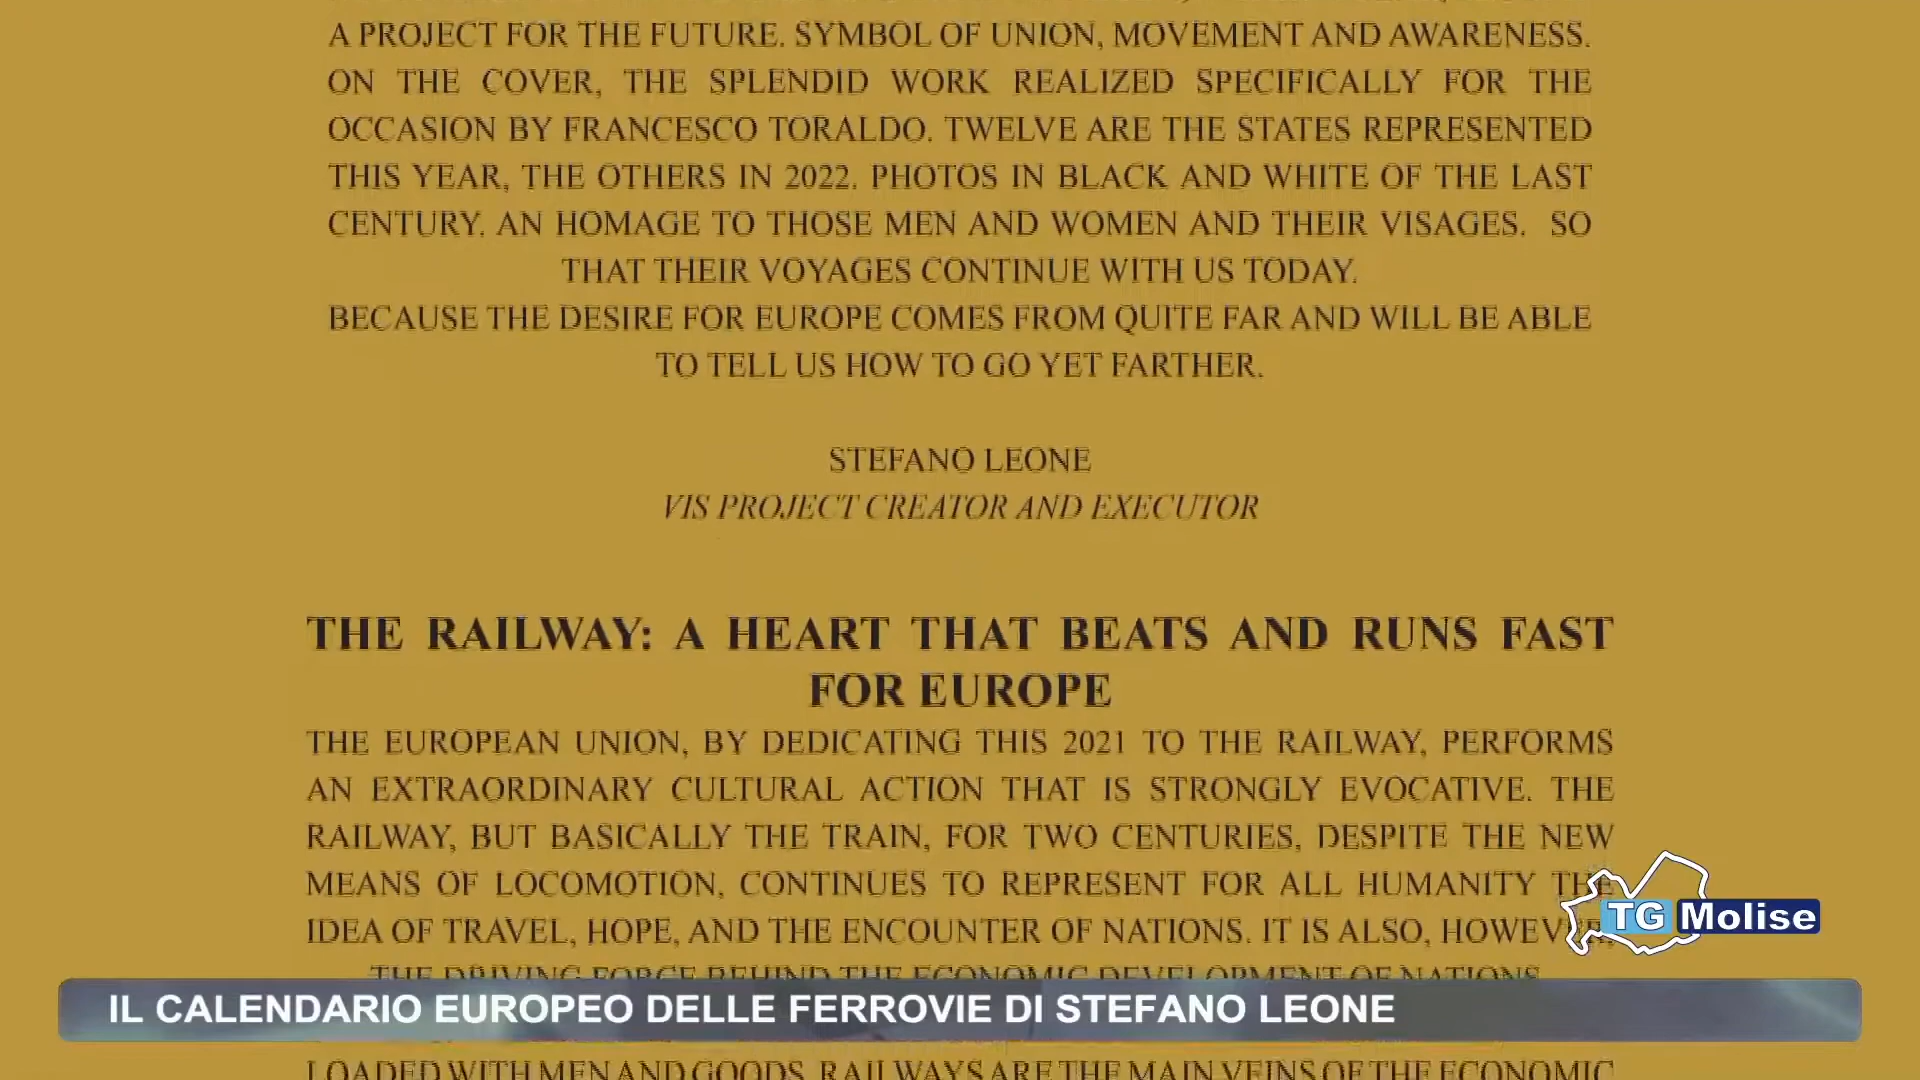 A PROJECT FOR THE FUTURE. SYMBOL OF UNION, MOVEMENT AND AWARENESS.
ON THE COVER, THE SPLENDID WORK REALIZED SPECIFICALLY FOR THE
OCCASION BY FRANCESCO TORALDO. TWELVE ARE THE STATES REPRESENTED
THIS YEAR, THE OTHERS IN 2022. PHOTOS IN BLACK AND WHITE OF THE LAST
CENTURY. AN HOMAGE TO THOSE MEN AND WOMEN AND THEIR VISAGES. SO
THAT THEIR VOYAGES CONTINUE WITH US TODAY.
BECAUSE THE DESIRE FOR EUROPE COMES FROM QUITE FAR AND WILL BE ABLE
TO TELL US HOW TO GO YET FARTHER.
STEFANO LEONE
VIS PROJECT CREATOR AND EXECUTOR
THE RAILWAY: A HEART THAT BEATS AND RUNS FAST
FOR EUROPE
THE EUROPEAN UNION, BY DEDICATING THIS 2021 TO THE RAILWAY, PERFORMS
AN EXTRAORDINARY CULTURAL ACTION THAT IS STRONGLY EVOCATIVE. THE
RAILWAY, BUT BASICALLY THE TRAIN, FOR TWO CENTURIES, DESPITE THE NEW
MEANS OF LOCOMOTION, CONTINUES TO REPRESENT FOR ALL HUMANITY THE
IDEA OF TRAVEL, HOPE, AND THE ENCOUNTER OF NATIONS. IT IS ALSO, HOWEVER,
TG Molise
THE DRIVING FORCE BEHIND THE ECONOMIC DEVELOPMENT OF NATIONS.
IL CALENDARIO EUROPEO DELLE FERROVIE DI STEFANO LEONE
LOADED WITH MEN AND GOODS. RAILWAYS ARE THE MAIN VEINS OF THE ECONOMIC